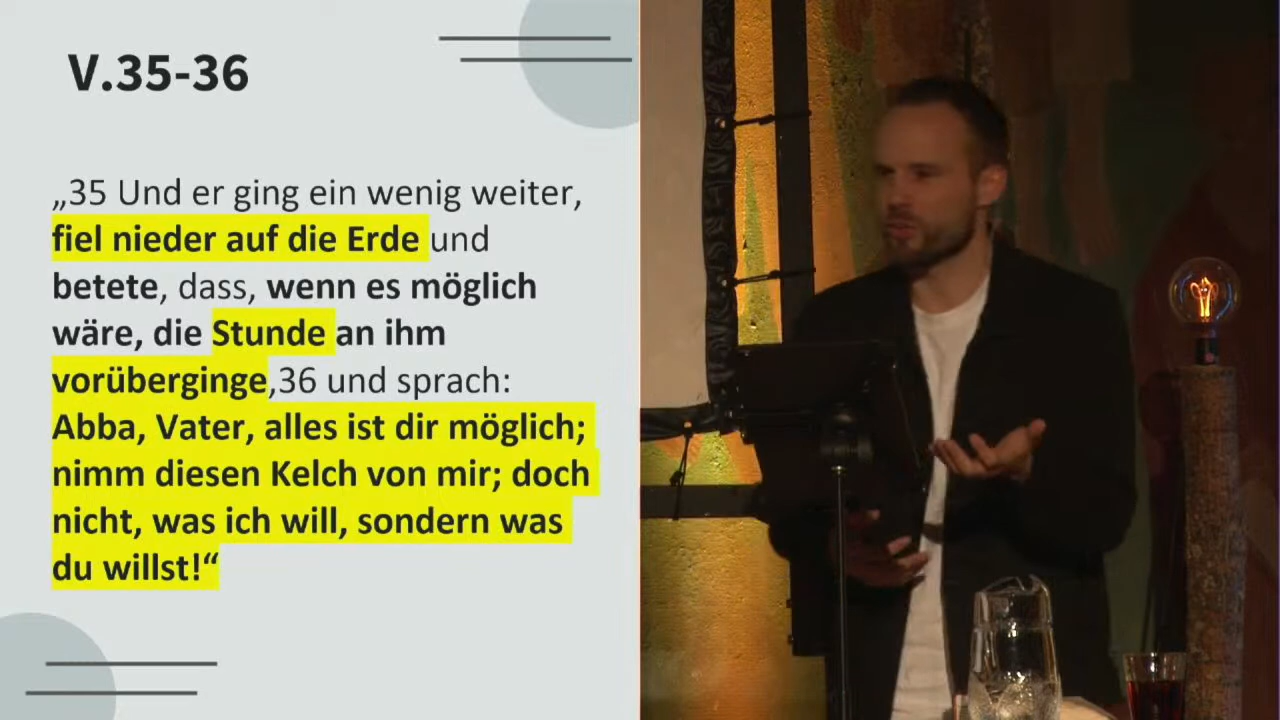 V.35-36
„35 Und er ging ein wenig weiter,
fiel nieder auf die Erde und
betete, dass, wenn es möglich
wäre, die Stunde an ihm
vorüberginge,36 und sprach:
Abba, Vater, alles ist dir möglich;
nimm diesen Kelch von mir; doch
nicht, was ich will, sondern was
du willst!“